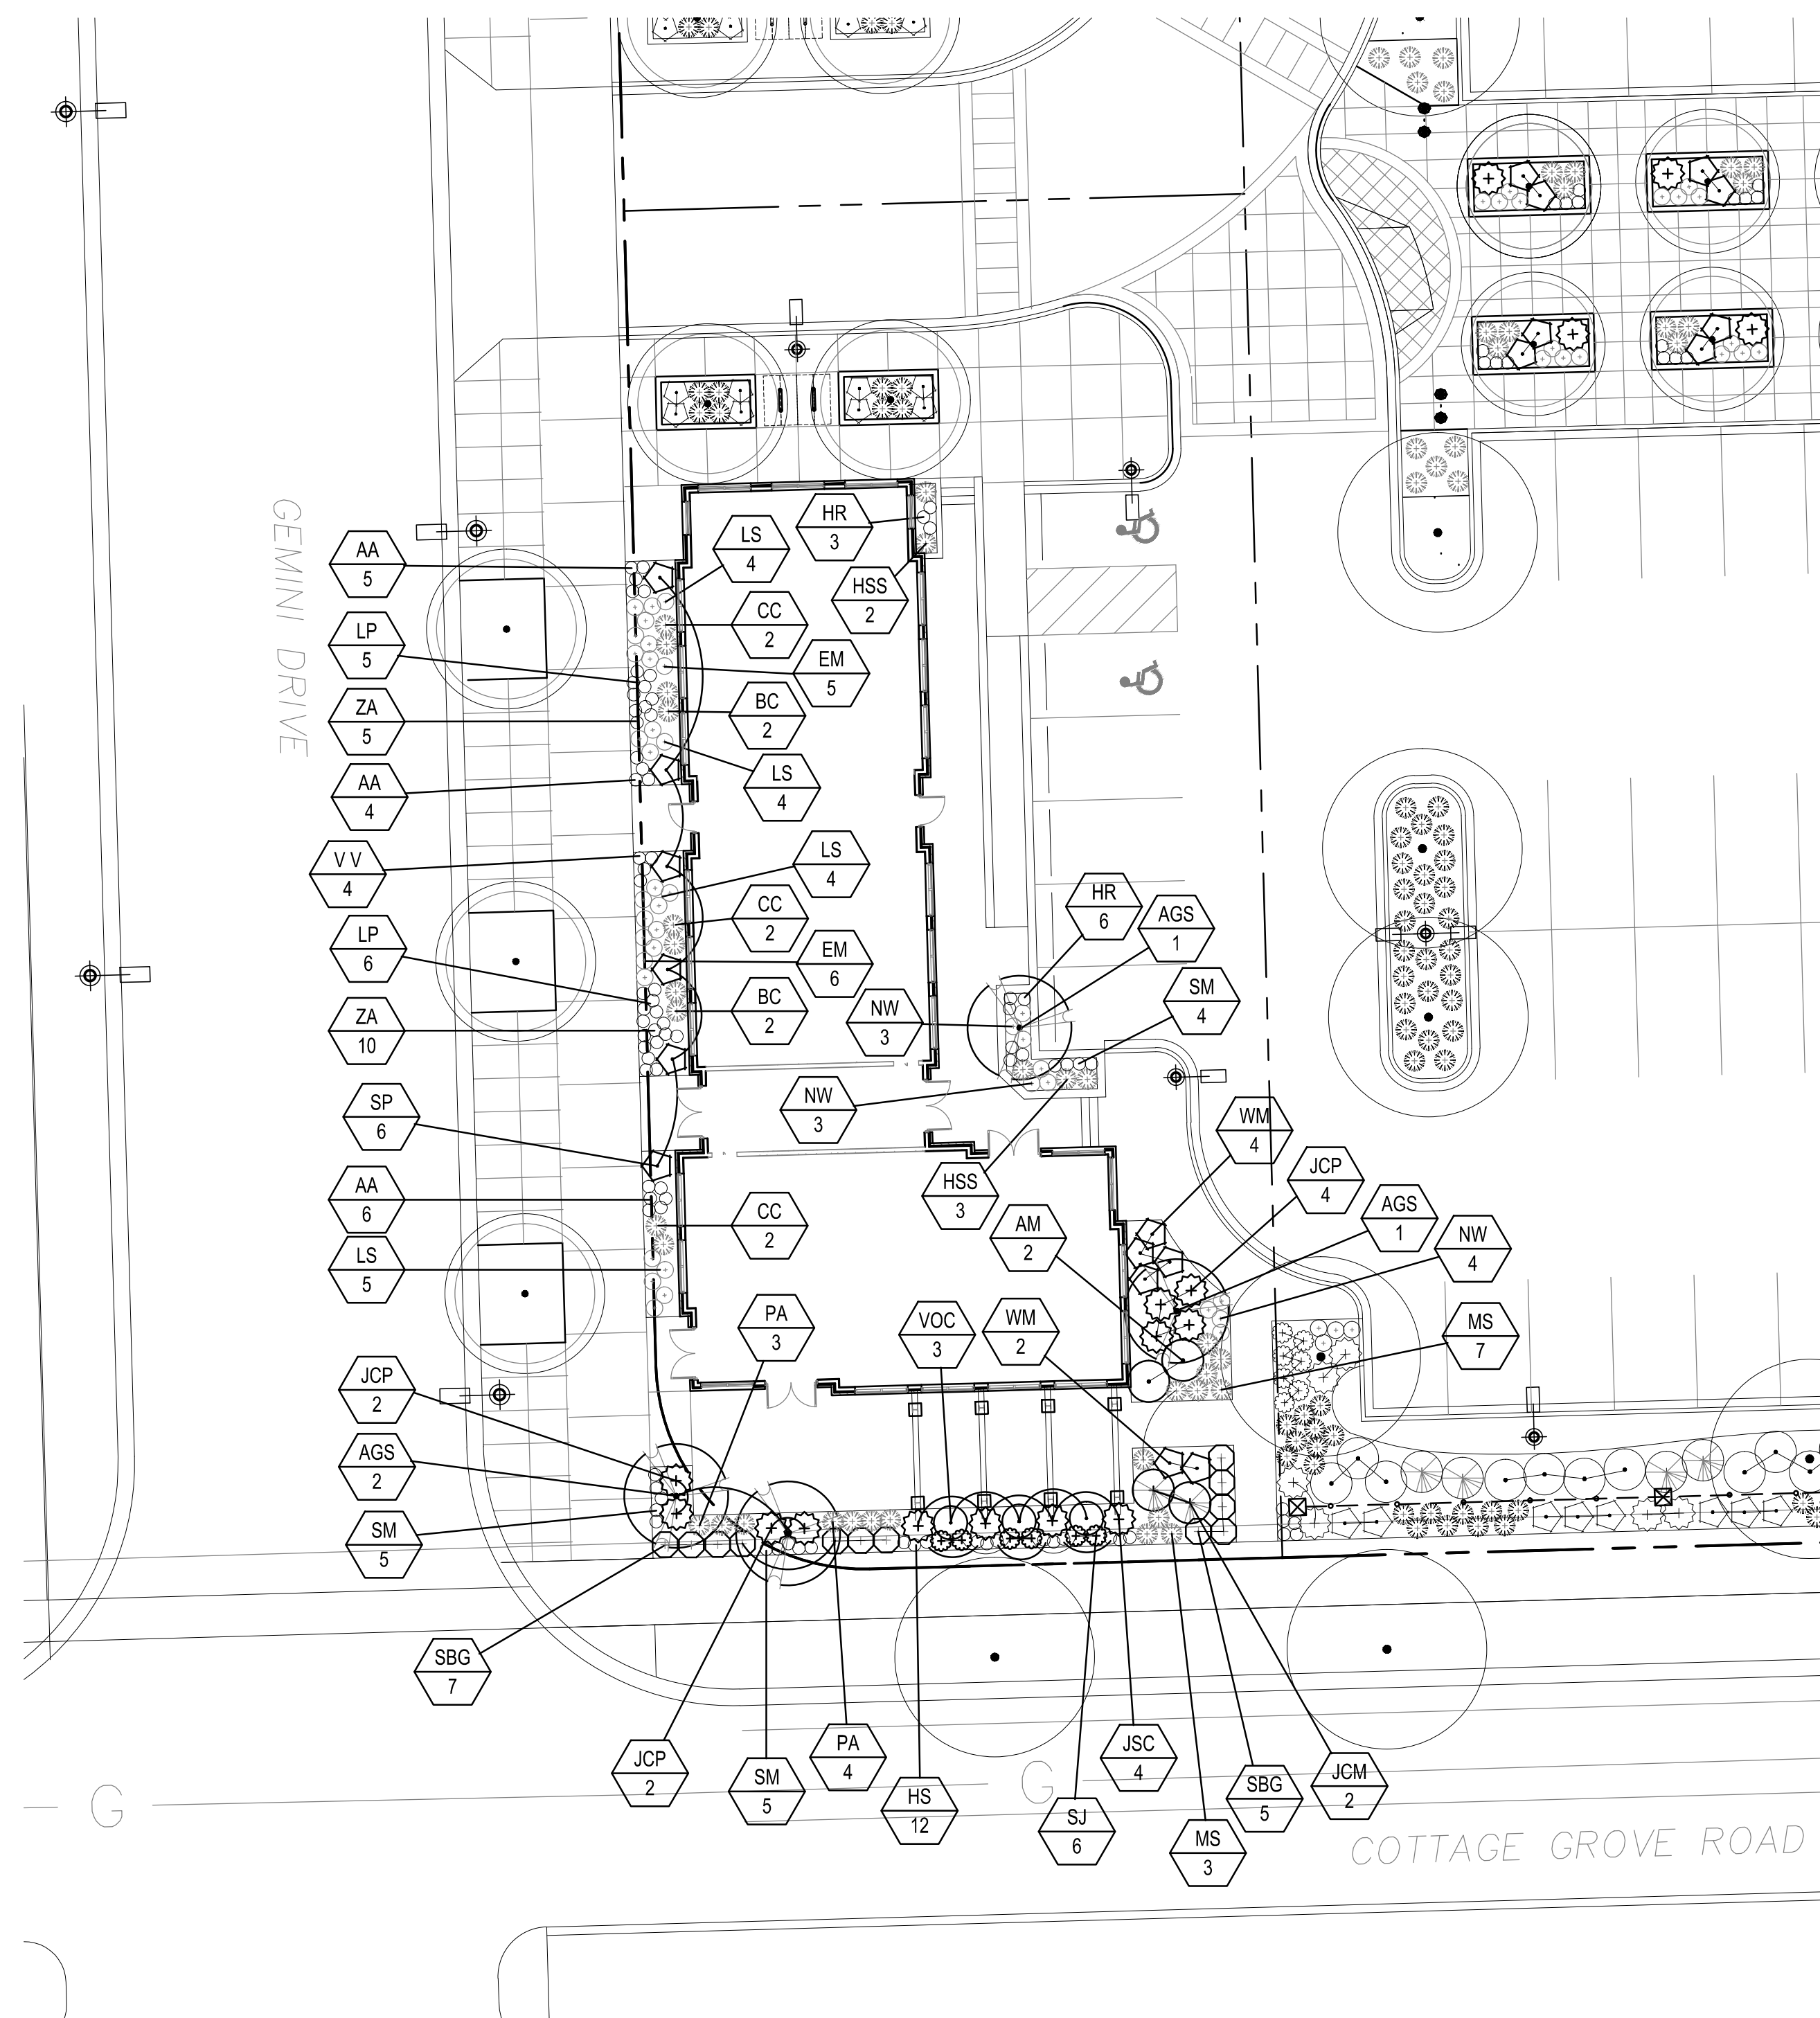 HR
3
LS
4
AA
5
HSS
2
CC
2
LP
5
EM
5
ZA
5
BC
2
LS
4
AA
4
GEMINI DRIVE
V V
4
LS
4
CC
2
HR
6
AGS
1
LP
6
EM
6
SM
4
BC
2
NW
3
ZA
10
SP
6
NW
3
WM
4
JCP
4
AA
6
HSS
3
CC
2
AM
2
AGS
1
NW
4
LS
5
PA
3
VOC
3
WM
2
MS
7
JCP
2
AGS
2
SM
5
SBG
7
JCP
2
SM
5
PA
4
HS
12
SJ
6
JSC
4
MS
3
SBG
5
JCM
2
G
G
COTTAGE GROVE ROAD